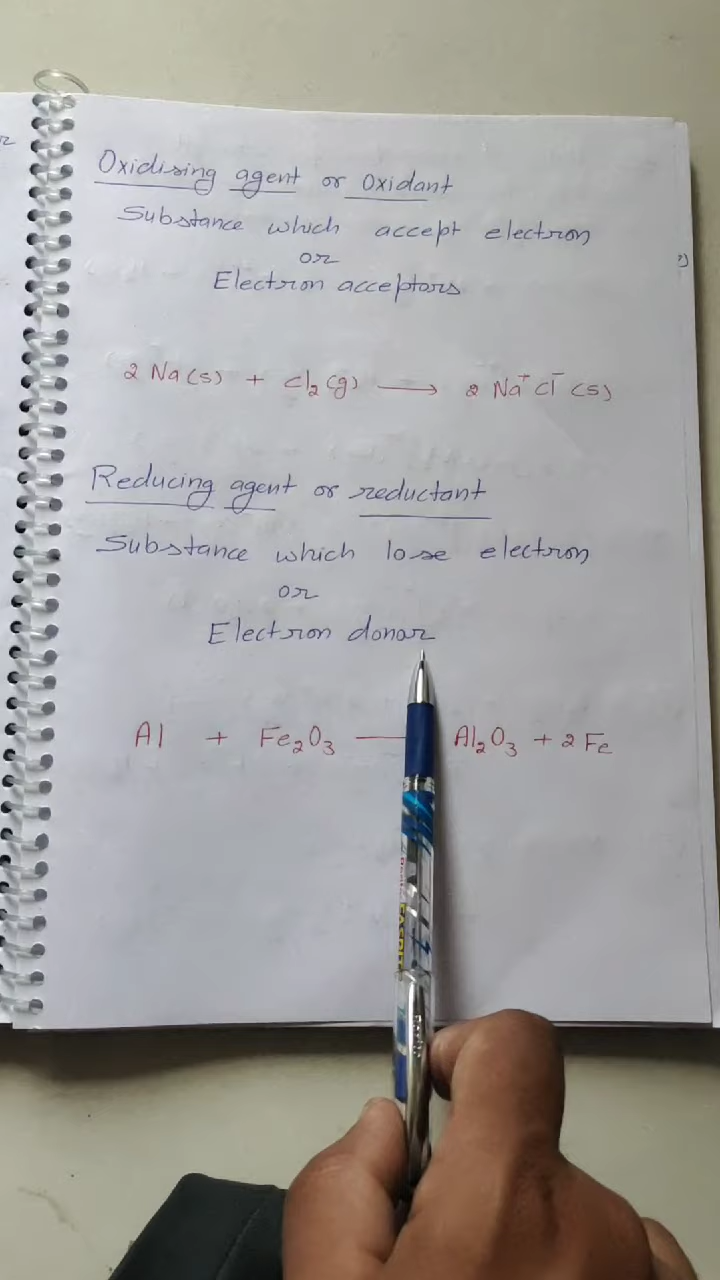 Oxidising agent or Oxidant
Substance which accept electron
or
Electron acceptors
2 Na(s) + Cl₂(g) ⟶ 2 Na⁺Cl⁻(s)
Reducing agent or reductant
Substance which lose electron
or
Electron donar
Al + Fe₂O₃ ⟶ Al₂O₃ + 2 Fe